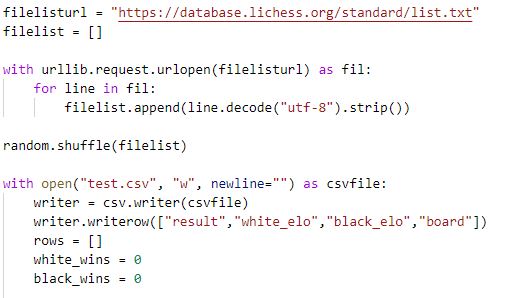 filelisturl = "https://database.lichess.org/standard/list.txt"
filelist = []
with urllib.request.urlopen(filelisturl) as fil:
    for line in fil:
        filelist.append(line.decode("utf-8").strip())
random.shuffle(filelist)
with open("test.csv", "w", newline="") as csvfile:
    writer = csv.writer(csvfile)
    writer.writerow(["result","white_elo","black_elo","board"])
    rows = []
    white_wins = 0
    black_wins = 0